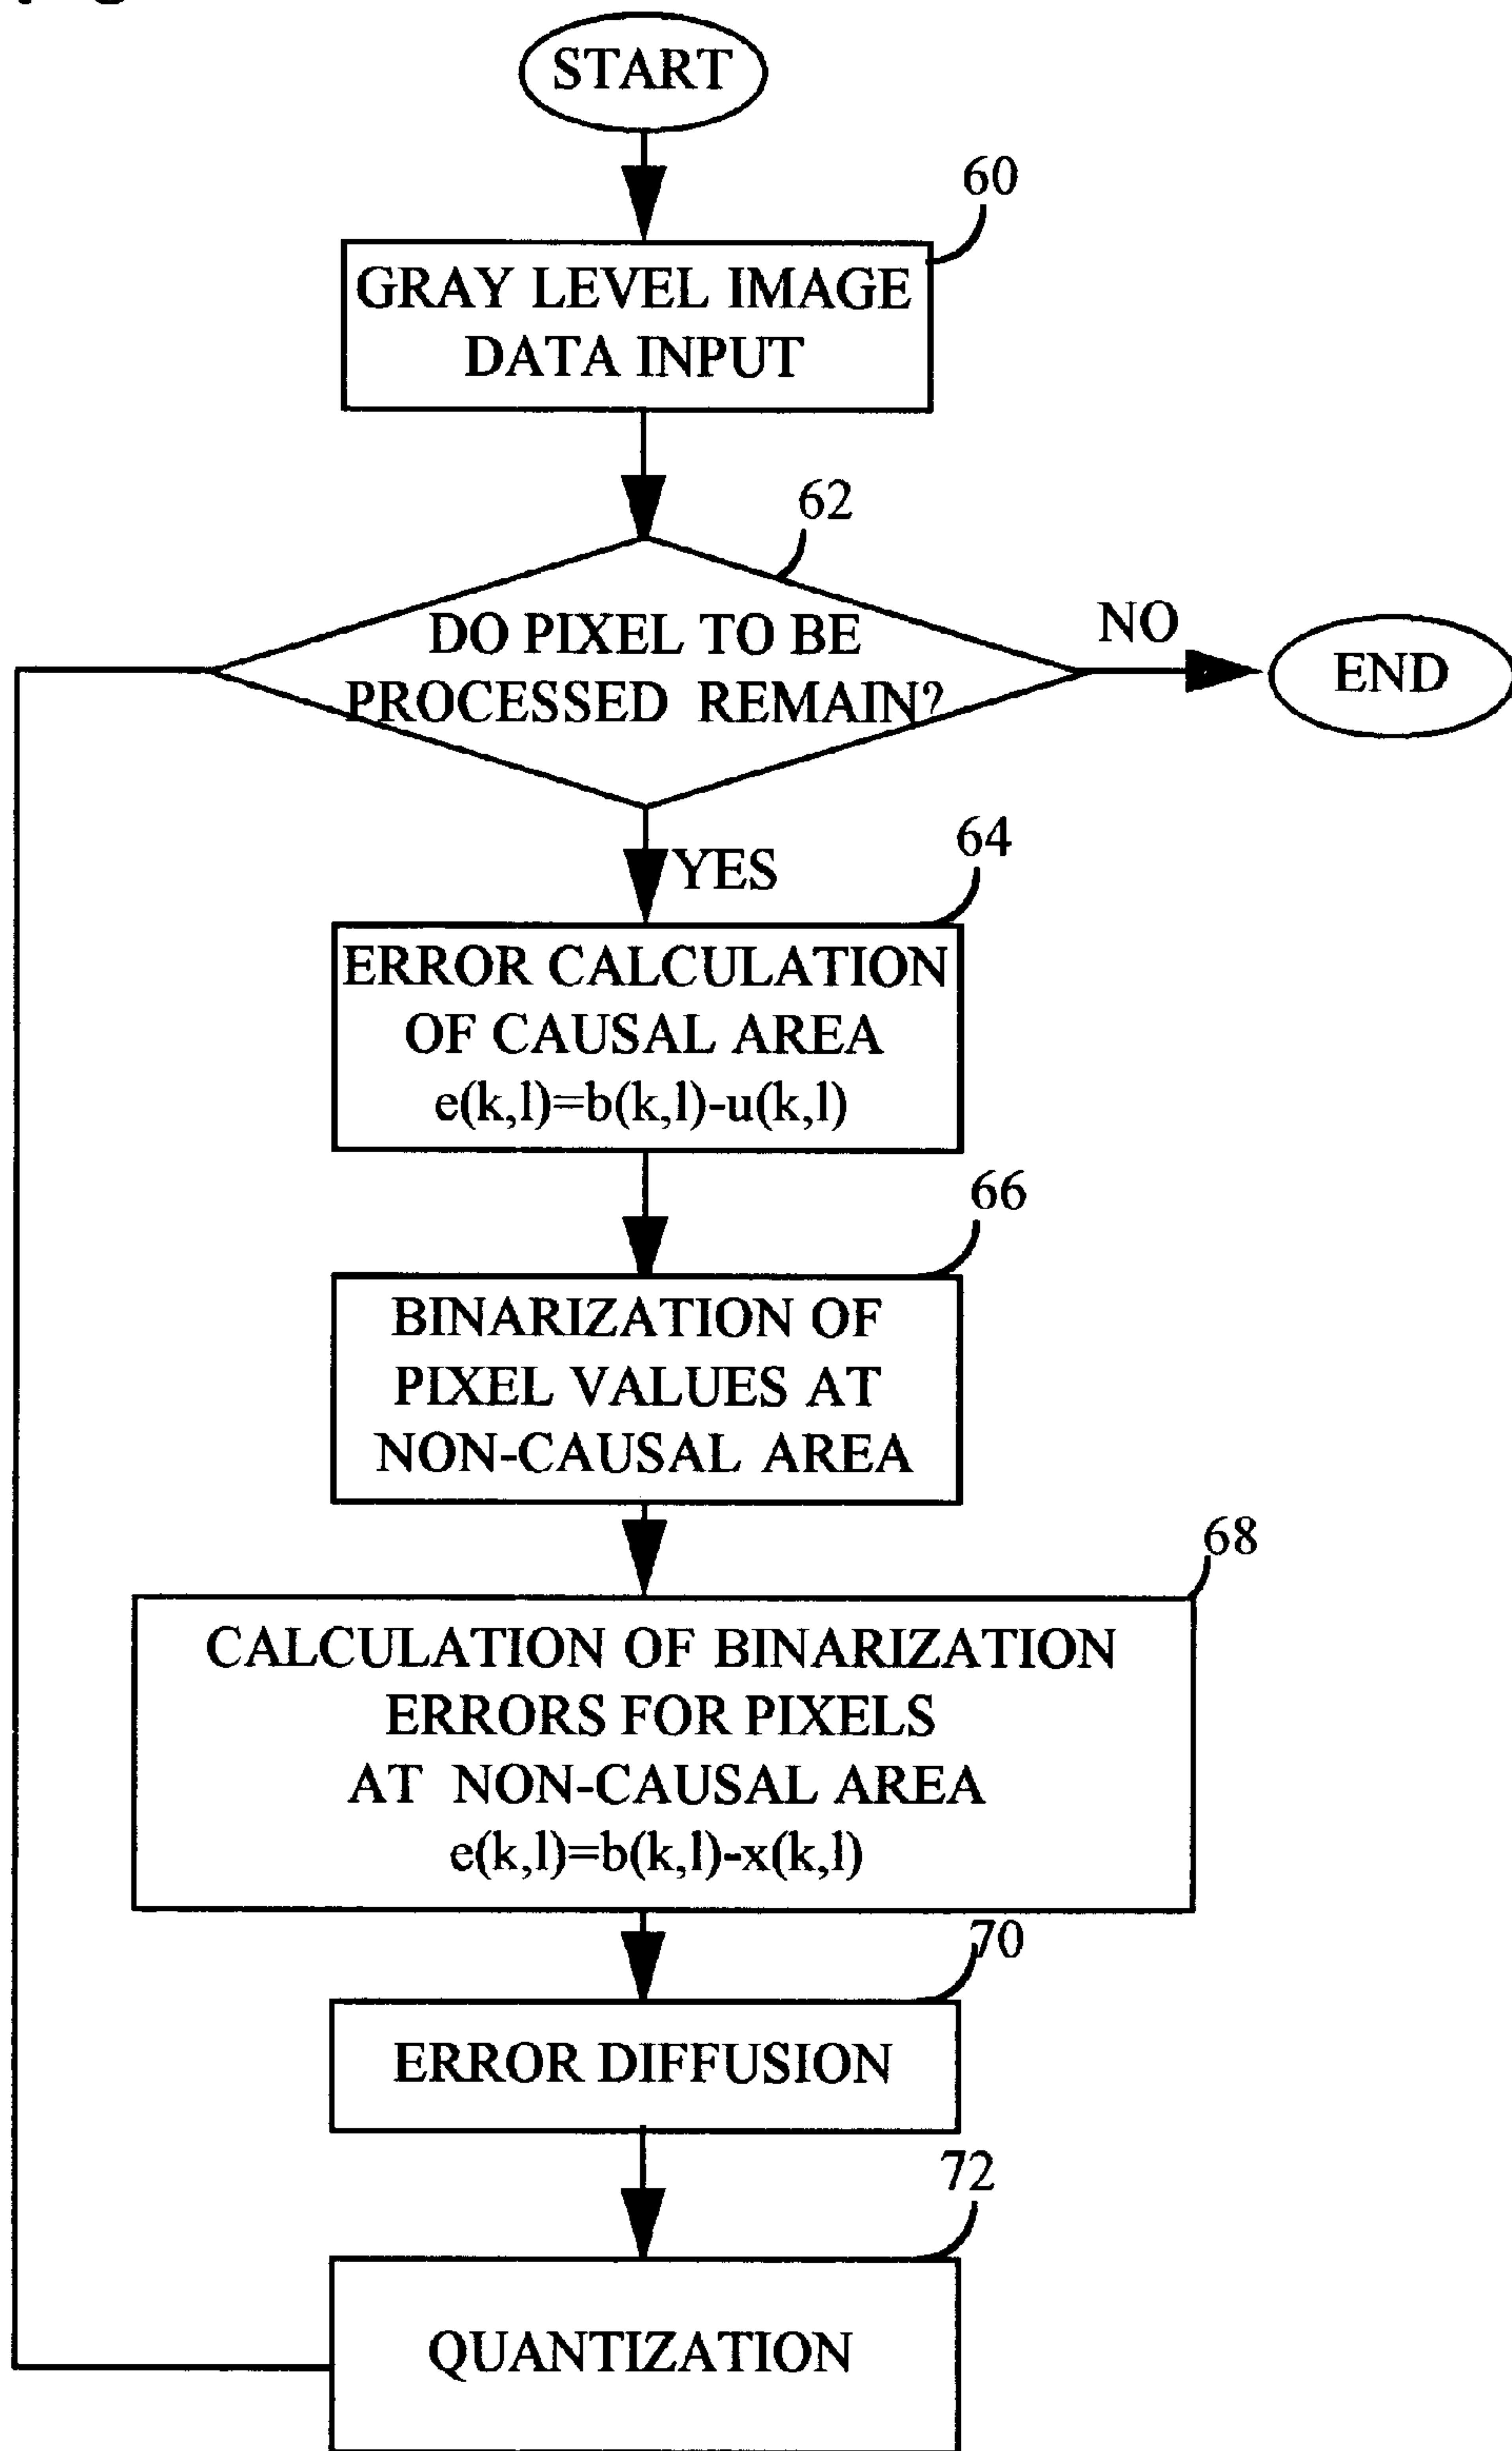 START
60
GRAY LEVEL IMAGE
DATA INPUT
62
DO PIXEL TO BE
PROCESSED REMAIN?
NO
END
YES
64
ERROR CALCULATION
OF CAUSAL AREA
e(k,l)=b(k,l)-u(k,l)
66
BINARIZATION OF
PIXEL VALUES AT
NON-CAUSAL AREA
68
CALCULATION OF BINARIZATION
ERRORS FOR PIXELS
AT NON-CAUSAL AREA
e(k,l)=b(k,l)-x(k,l)
70
ERROR DIFFUSION
72
QUANTIZATION